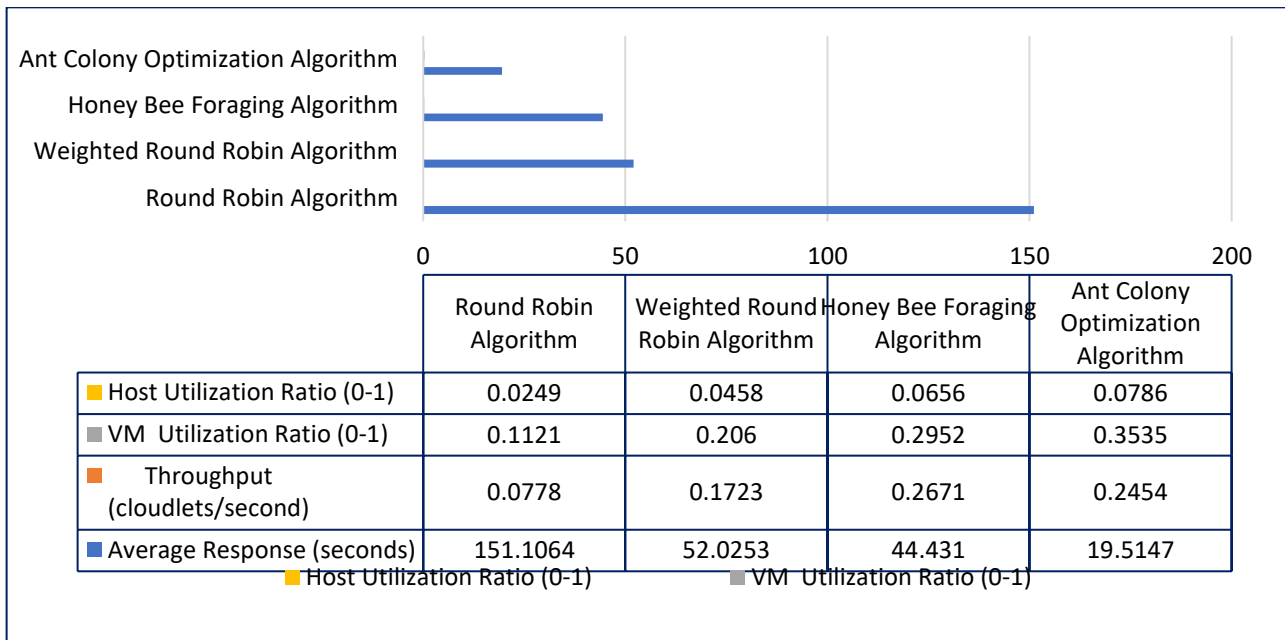 Ant Colony Optimization Algorithm
Honey Bee Foraging Algorithm
Weighted Round Robin Algorithm
Round Robin Algorithm
0 50 100 150 200
Round Robin
Algorithm
Weighted Round
Robin Algorithm
Honey Bee Foraging
Algorithm
Ant Colony
Optimization
Algorithm
Host Utilization Ratio (0-1) 0.0249 0.0458 0.0656 0.0786
VM Utilization Ratio (0-1) 0.1121 0.206 0.2952 0.3535
Throughput
(cloudlets/second) 0.0778 0.1723 0.2671 0.2454
Average Response (seconds) 151.1064 52.0253 44.431 19.5147
Host Utilization Ratio (0-1) VM Utilization Ratio (0-1)